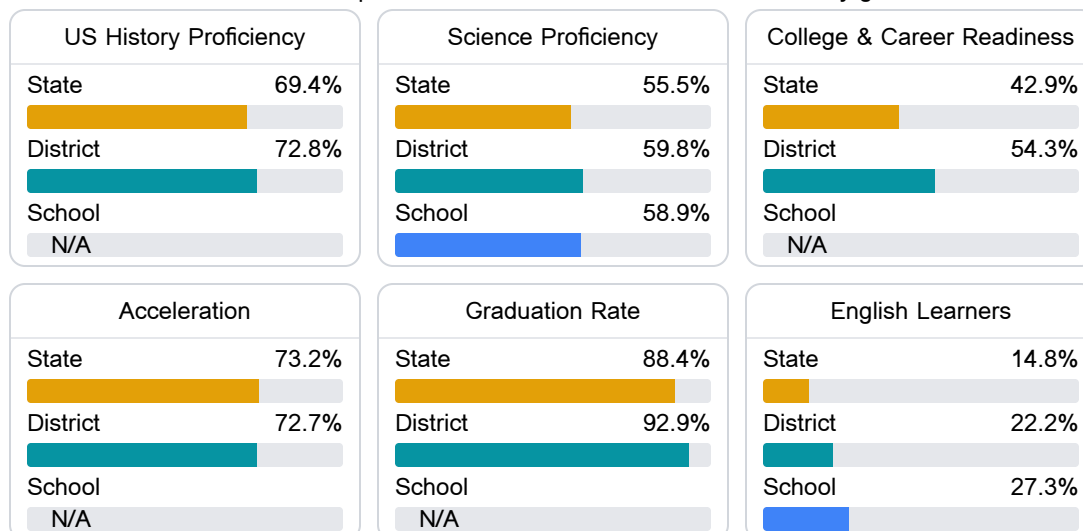 US History Proficiency
State 69.4%
District 72.8%
School
N/A
Science Proficiency
State 55.5%
District 59.8%
School 58.9%
College & Career Readiness
State 42.9%
District 54.3%
School
N/A
Acceleration
State 73.2%
District 72.7%
School
N/A
Graduation Rate
State 88.4%
District 92.9%
School
N/A
English Learners
State 14.8%
District 22.2%
School 27.3%